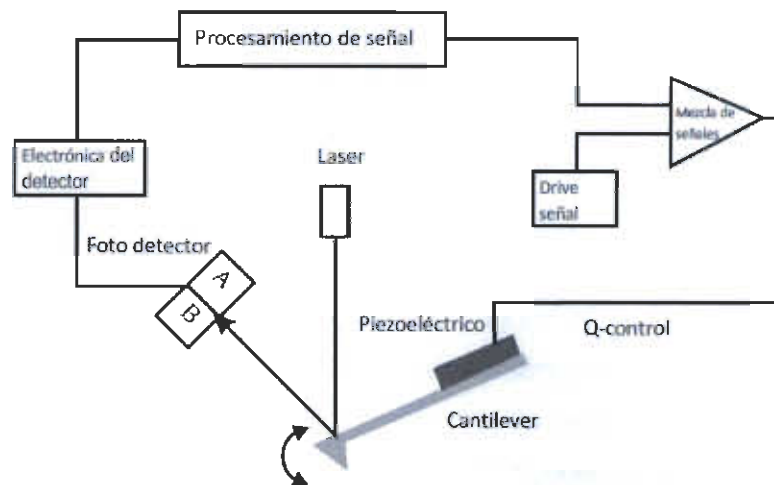 Procesamiento de señal
Mezcla de
señales
Electrónica del
detector
Laser
Drive
señal
Foto detector
A
B
Piezoeléctrico
Q-control
Cantilever